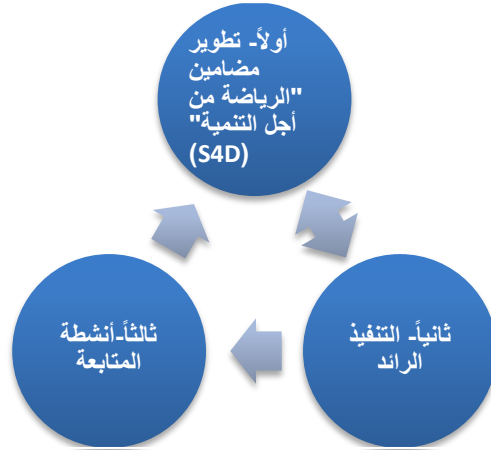 أولاً- تطوير
مضامين
"الرياضة من
أجل التنمية"
(S4D)
ثانياً- التنفيذ
الرائد
ثالثاً-أنشطة
المتابعة